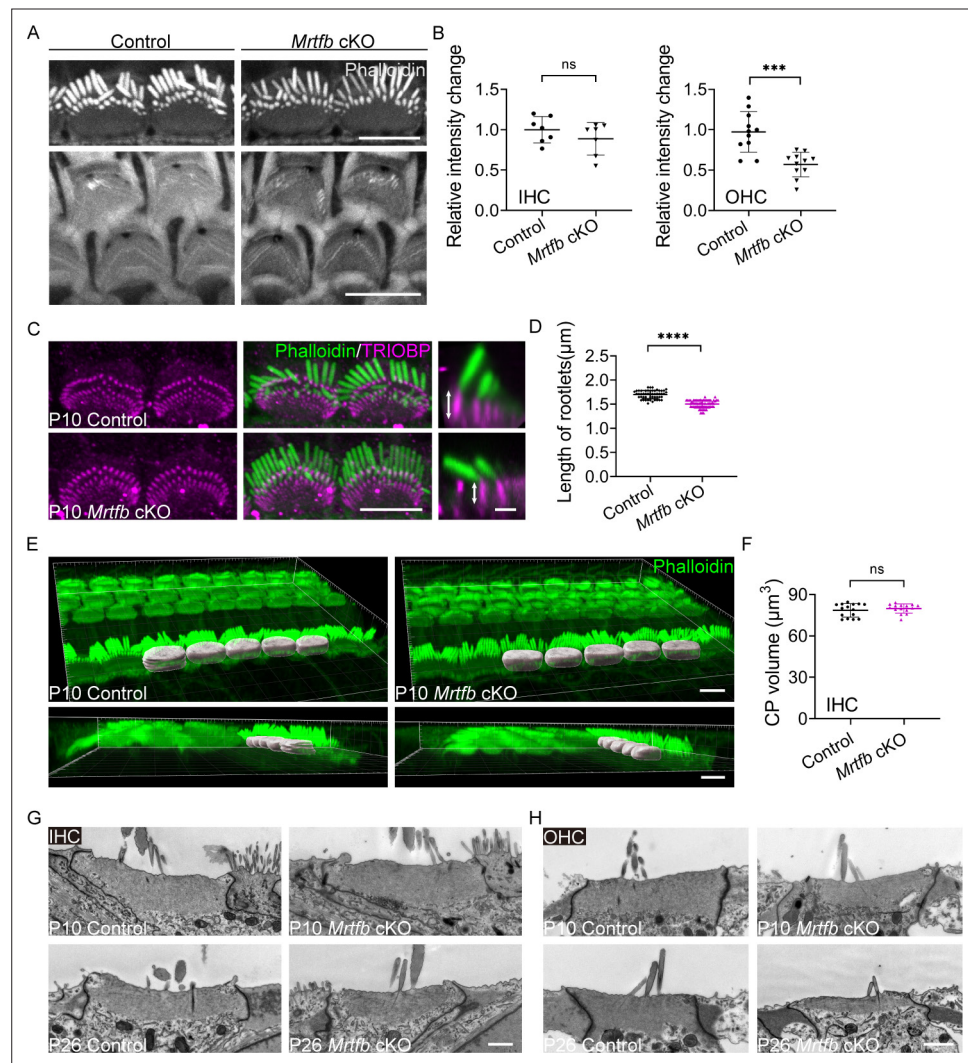 A
Control
Mrtfb cKO
Phalloidin
B
Relative intensity change
1.5
1.0
0.5
0.0
ns
IHC
Control
Mrtfb cKO
Relative intensity change
1.5
1.0
0.5
0.0
***
OHC
Control
Mrtfb cKO
C
Phalloidin/TRIOBP
P10 Control
P10 Mrtfb cKO
D
Length of rootlets(μm)
2.5
2.0
1.5
1.0
0.5
0
****
Control
Mrtfb cKO
E
Phalloidin
P10 Control
P10 Mrtfb cKO
F
CP volume (μm³)
90
60
30
0
ns
IHC
Control
Mrtfb cKO
G
IHC
P10 Control
P10 Mrtfb cKO
P26 Control
P26 Mrtfb cKO
H
OHC
P10 Control
P10 Mrtfb cKO
P26 Control
P26 Mrtfb cKO